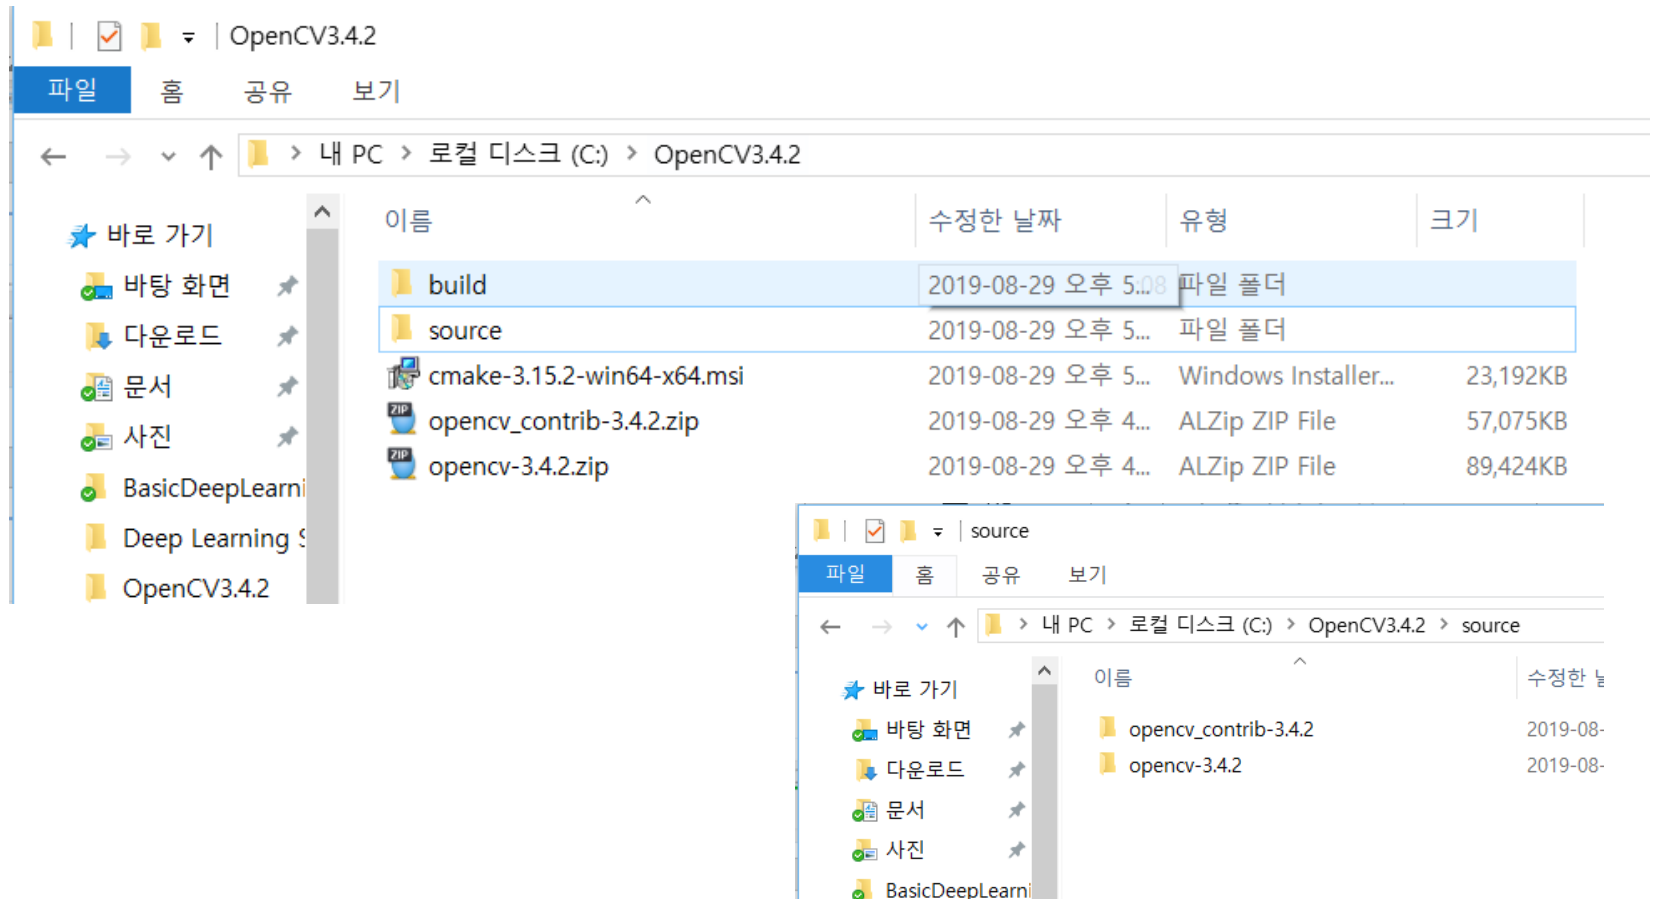 OpenCV3.4.2
파일 홈 공유 보기
내 PC > 로컬 디스크 (C:) > OpenCV3.4.2
이름 수정한 날짜 유형 크기
바로 가기
바탕 화면
다운로드
문서
사진
BasicDeepLearni
Deep Learning S
OpenCV3.4.2
build 2019-08-29 오후 5:08 파일 폴더
source 2019-08-29 오후 5... 파일 폴더
cmake-3.15.2-win64-x64.msi 2019-08-29 오후 5... Windows Installer... 23,192KB
ZIP opencv_contrib-3.4.2.zip 2019-08-29 오후 4... ALZip ZIP File 57,075KB
ZIP opencv-3.4.2.zip 2019-08-29 오후 4... ALZip ZIP File 89,424KB
source
파일 홈 공유 보기
내 PC > 로컬 디스크 (C:) > OpenCV3.4.2 > source
이름 수정한
바로 가기
바탕 화면
다운로드
문서
사진
BasicDeepLearni
opencv_contrib-3.4.2 2019-08-
opencv-3.4.2 2019-08-